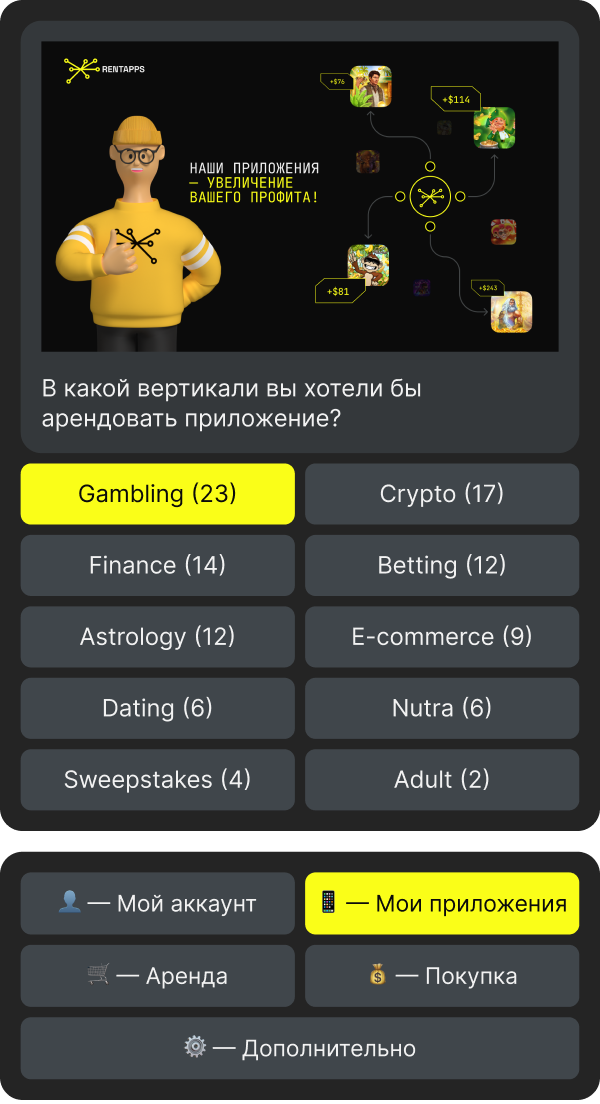 RENTAPPS
+$76
+$114
НАШИ ПРИЛОЖЕНИЯ
— УВЕЛИЧЕНИЕ
ВАШЕГО ПРОФИТА!
+$81
+$243
В какой вертикали вы хотели бы
арендовать приложение?
Gambling (23)
Crypto (17)
Finance (14)
Betting (12)
Astrology (12)
E-commerce (9)
Dating (6)
Nutra (6)
Sweepstakes (4)
Adult (2)
— Мой аккаунт
— Мои приложения
— Аренда
— Покупка
— Дополнительно